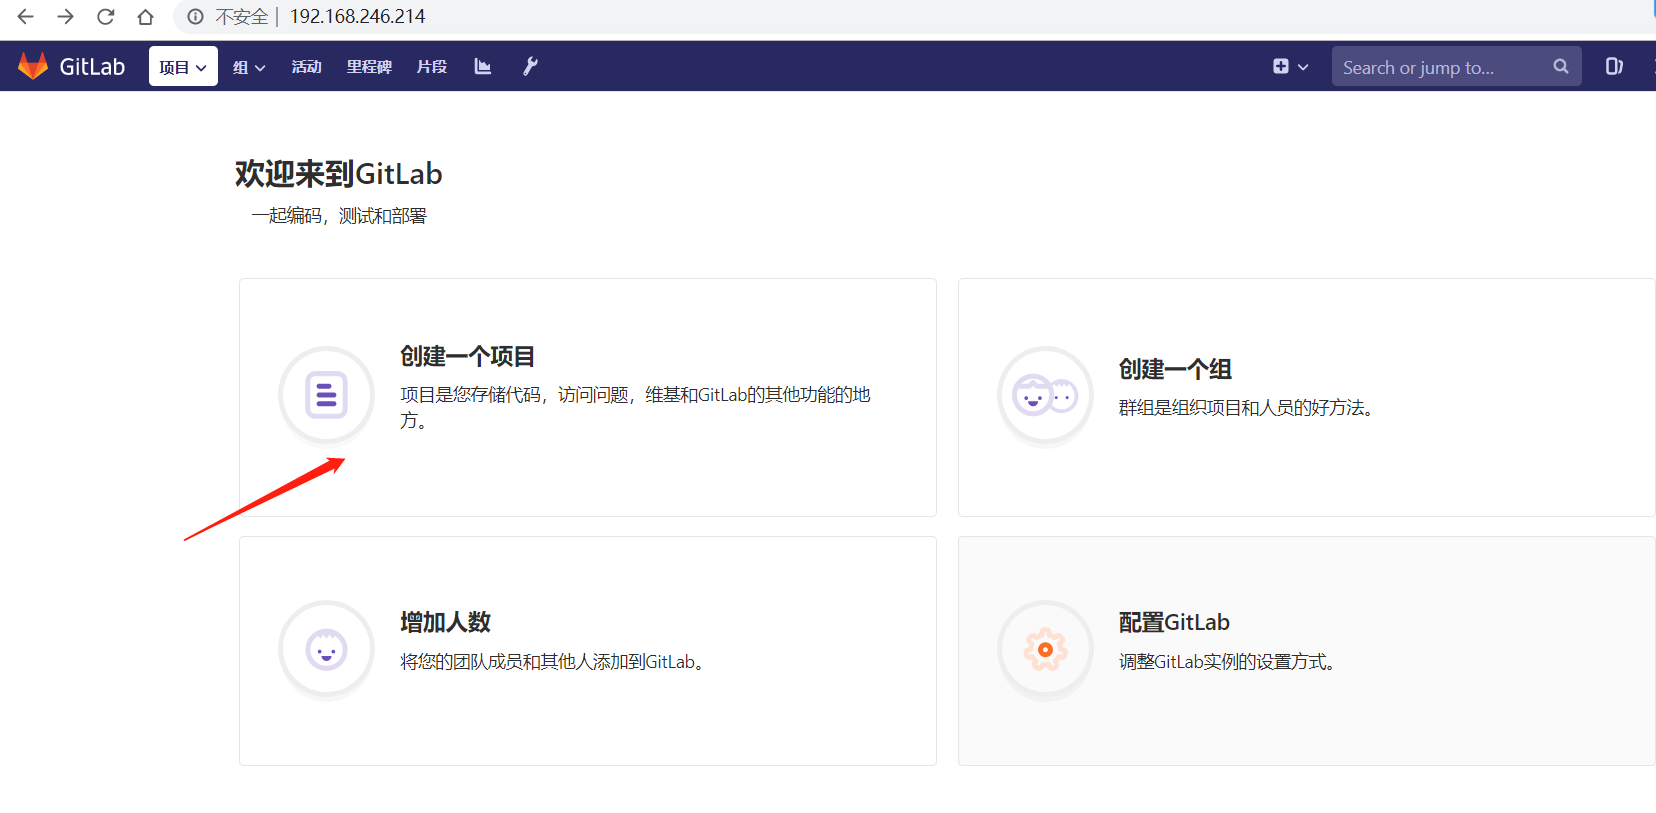 不安全 | 192.168.246.214
GitLab 项目 组 活动 里程碑 片段 Search or jump to...
欢迎来到GitLab
一起编码，测试和部署
创建一个项目
项目是您存储代码，访问问题，维基和GitLab的其他功能的地
方。
创建一个组
群组是组织项目和人员的好方法。
增加人数
将您的团队成员和其他人添加到GitLab。
配置GitLab
调整GitLab实例的设置方式。